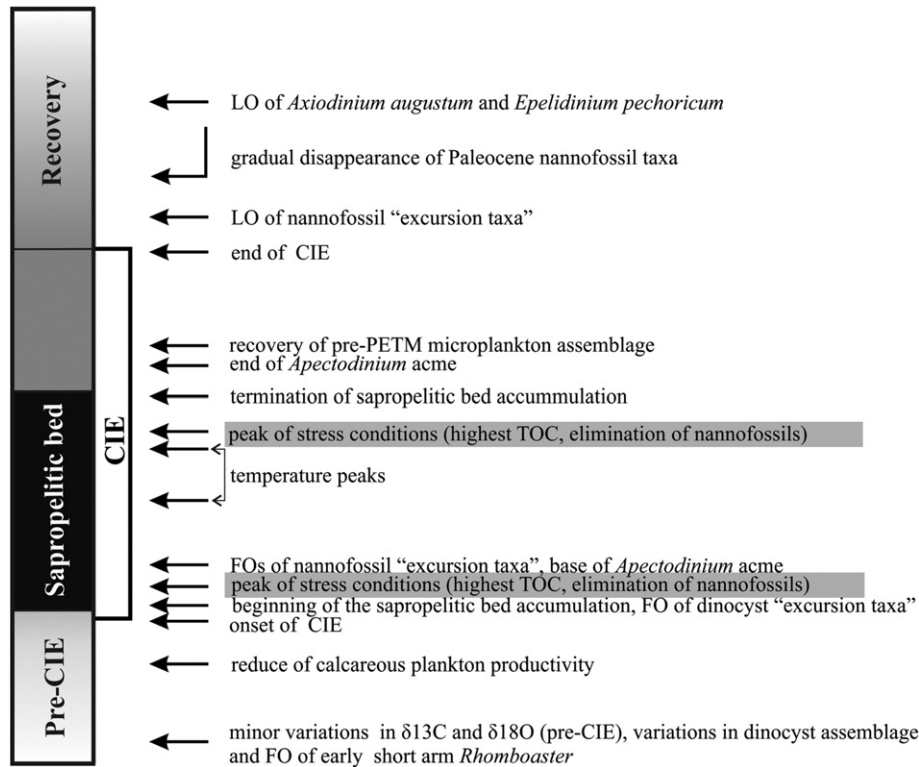 Recovery
LO of Axiodinium augustum and Epelidinium pechoricum
gradual disappearance of Paleocene nannofossil taxa
LO of nannofossil “excursion taxa”
end of CIE
CIE
recovery of pre-PETM microplankton assemblage
end of Apectodinium acme
Sapropelitic bed
termination of sapropelitic bed accummulation
peak of stress conditions (highest TOC, elimination of nannofossils)
temperature peaks
FOs of nannofossil “excursion taxa”, base of Apectodinium acme
peak of stress conditions (highest TOC, elimination of nannofossils)
beginning of the sapropelitic bed accumulation, FO of dinocyst “excursion taxa”
onset of CIE
Pre-CIE
reduce of calcareous plankton productivity
minor variations in δ13C and δ18O (pre-CIE), variations in dinocyst assemblage
and FO of early short arm Rhomboaster